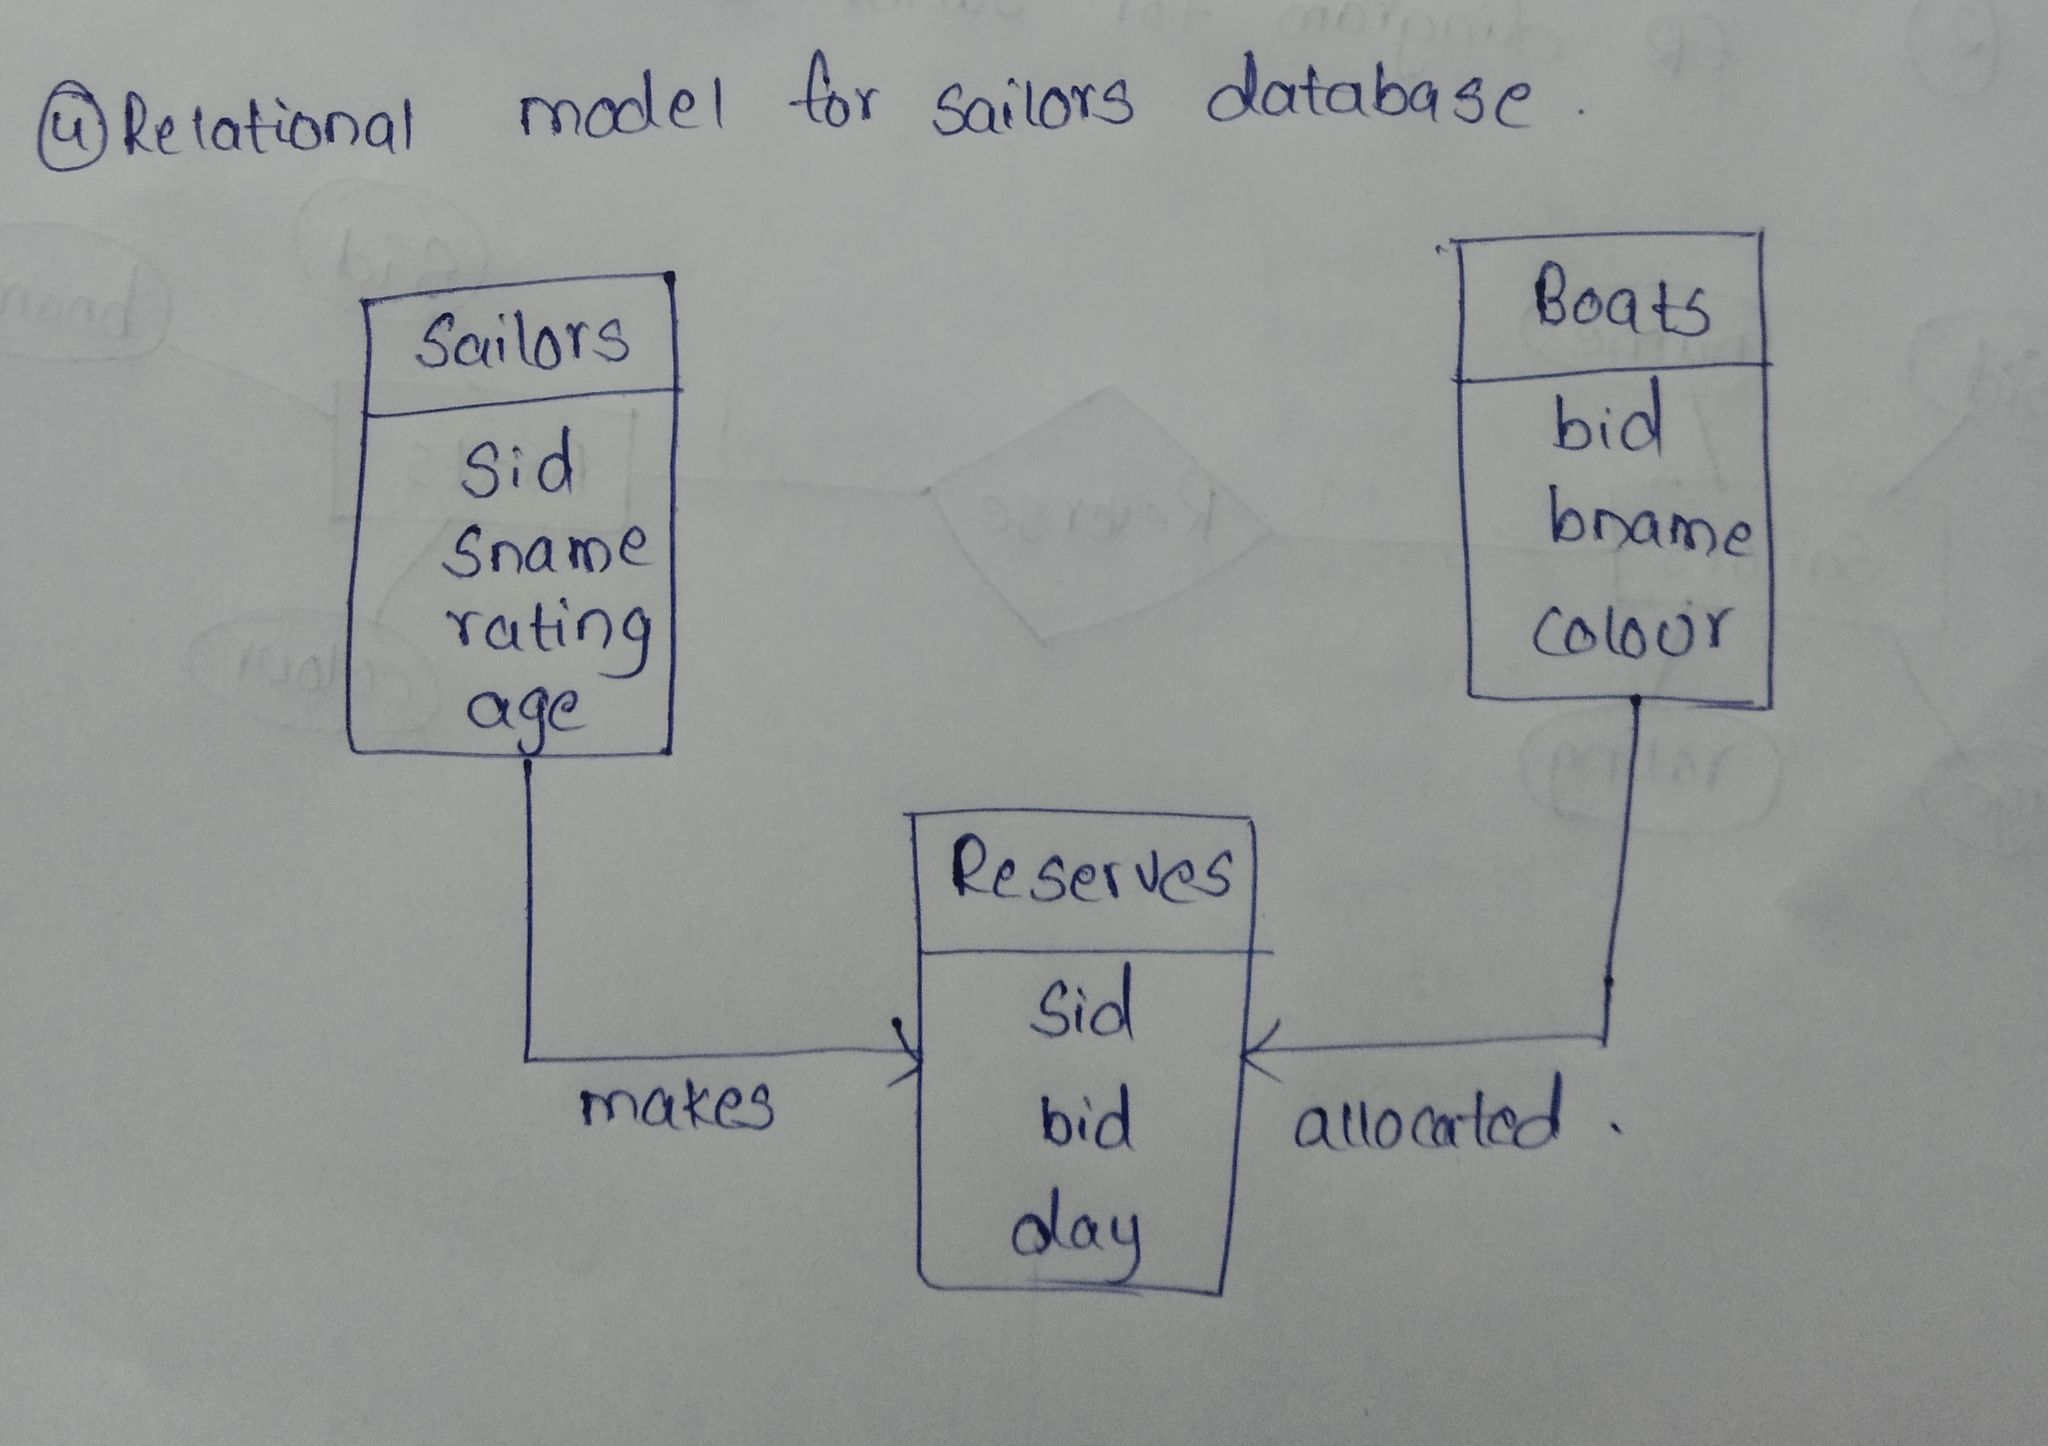 ④ Relational model for sailors database.
Sailors
Sid
Sname
rating
age
Boats
bid
bname
colour
Reserves
Sid
bid
day
makes
allocated.